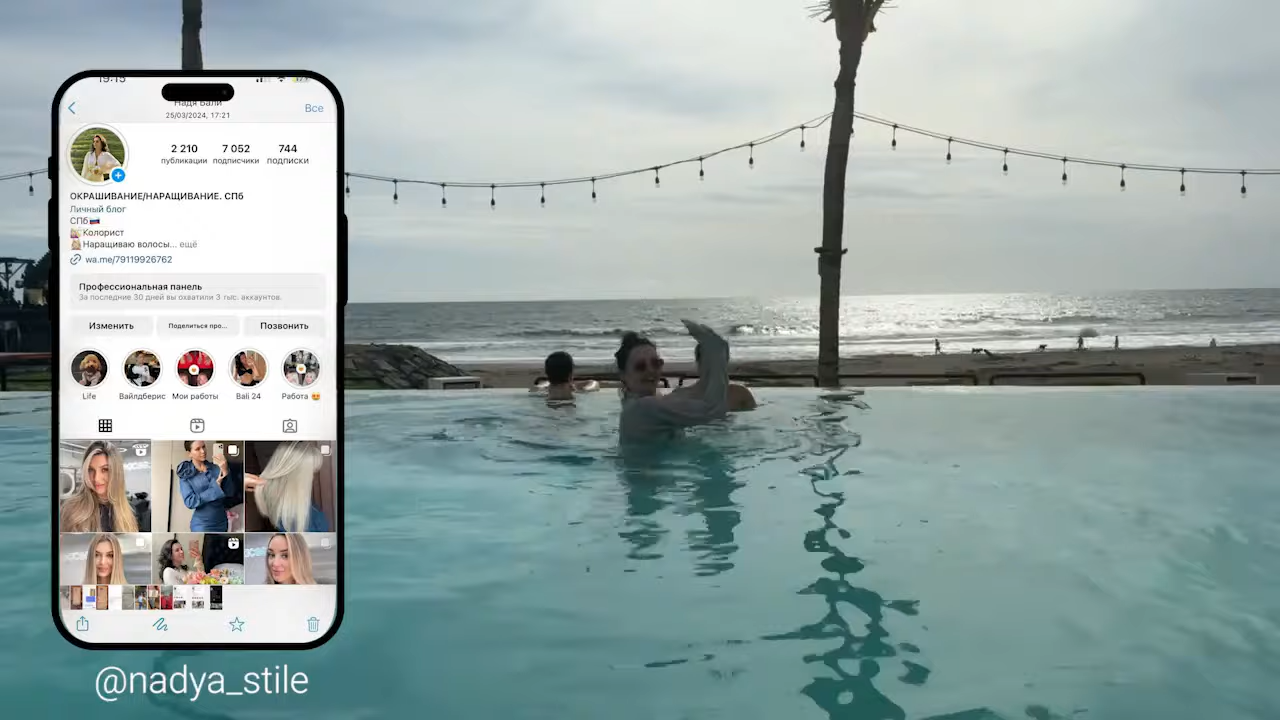 19:15
Надя Бали
25/03/2024, 17:21
Все
2 210
7 052
744
публикации
подписчики
подписки
ОКРАШИВАНИЕ/НАРАЩИВАНИЕ. СПб
Личный блог
СПб
Колорист
Наращиваю волосы... ещё
wa.me/79119926762
Профессиональная панель
За последние 30 дней вы охватили 3 тыс. аккаунтов.
Изменить
Поделиться про...
Позвонить
Life
Вайлдберис
Мои работы
Bali 24
Работа
@nadya_stile